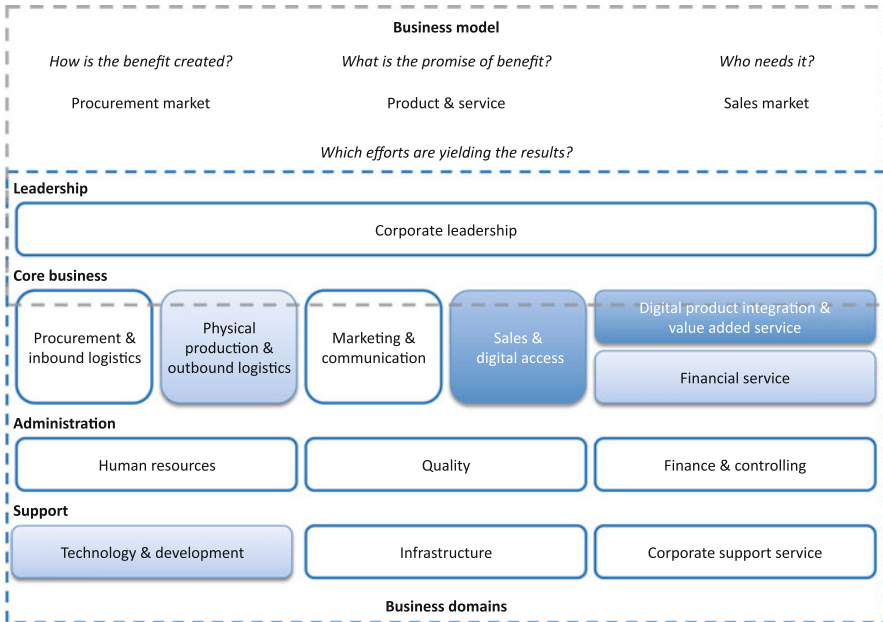 Business model
How is the benefit created?
What is the promise of benefit?
Who needs it?
Procurement market
Product & service
Sales market
Which efforts are yielding the results?
Leadership
Corporate leadership
Core business
Procurement &
inbound logistics
Physical
production &
outbound logistics
Marketing &
communication
Sales &
digital access
Digital product integration &
value added service
Financial service
Administration
Human resources
Quality
Finance & controlling
Support
Technology & development
Infrastructure
Corporate support service
Business domains